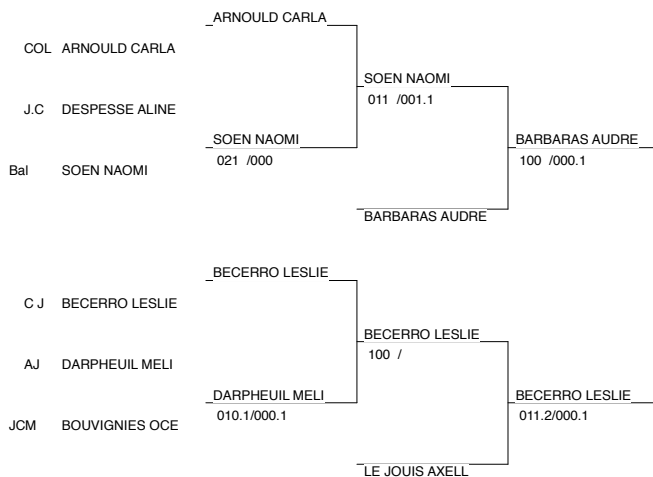 ARNOULD CARLA
COL ARNOULD CARLA
SOEN NAOMI
011 /001.1
J.C DESPESSE ALINE
SOEN NAOMI
021 /000
BARBARAS AUDRE
100 /000.1
Bal SOEN NAOMI
BARBARAS AUDRE
BECERRO LESLIE
C J BECERRO LESLIE
BECERRO LESLIE
100 /
AJ DARPHEUIL MELI
DARPHEUIL MELI
010.1/000.1
BECERRO LESLIE
011.2/000.1
JCM BOUVIGNIES OCE
LE JOUIS AXELL